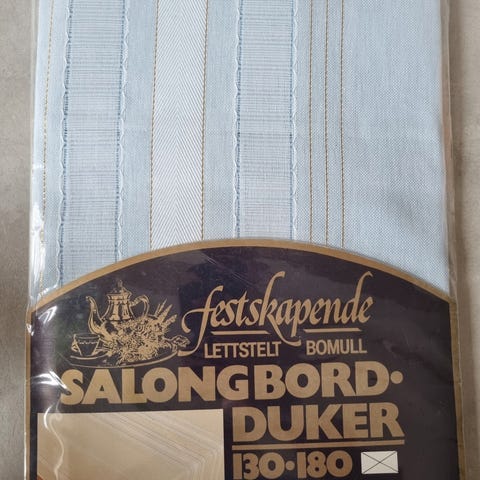 festskapende
LETTSTELT BOMULL
SALONGBORD·
DUKER
130·180